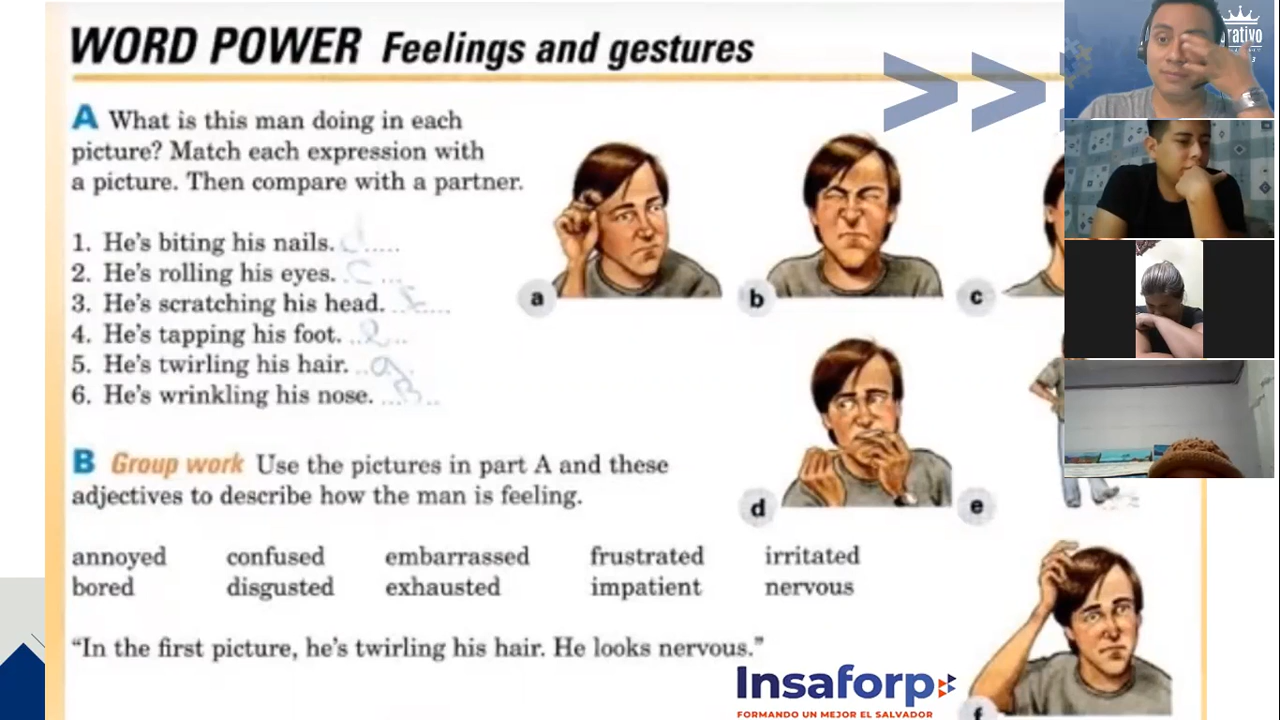 WORD POWER Feelings and gestures
A What is this man doing in each
picture? Match each expression with
a picture. Then compare with a partner.
1. He's biting his nails.
2. He's rolling his eyes.
3. He's scratching his head.
4. He's tapping his foot.
5. He's twirling his hair.
6. He's wrinkling his nose.
a
b
c
d
e
f
B Group work Use the pictures in part A and these
adjectives to describe how the man is feeling.
annoyed confused embarrassed frustrated irritated
bored disgusted exhausted impatient nervous
"In the first picture, he's twirling his hair. He looks nervous."
Insaforp
FORMANDO UN MEJOR EL SALVADOR